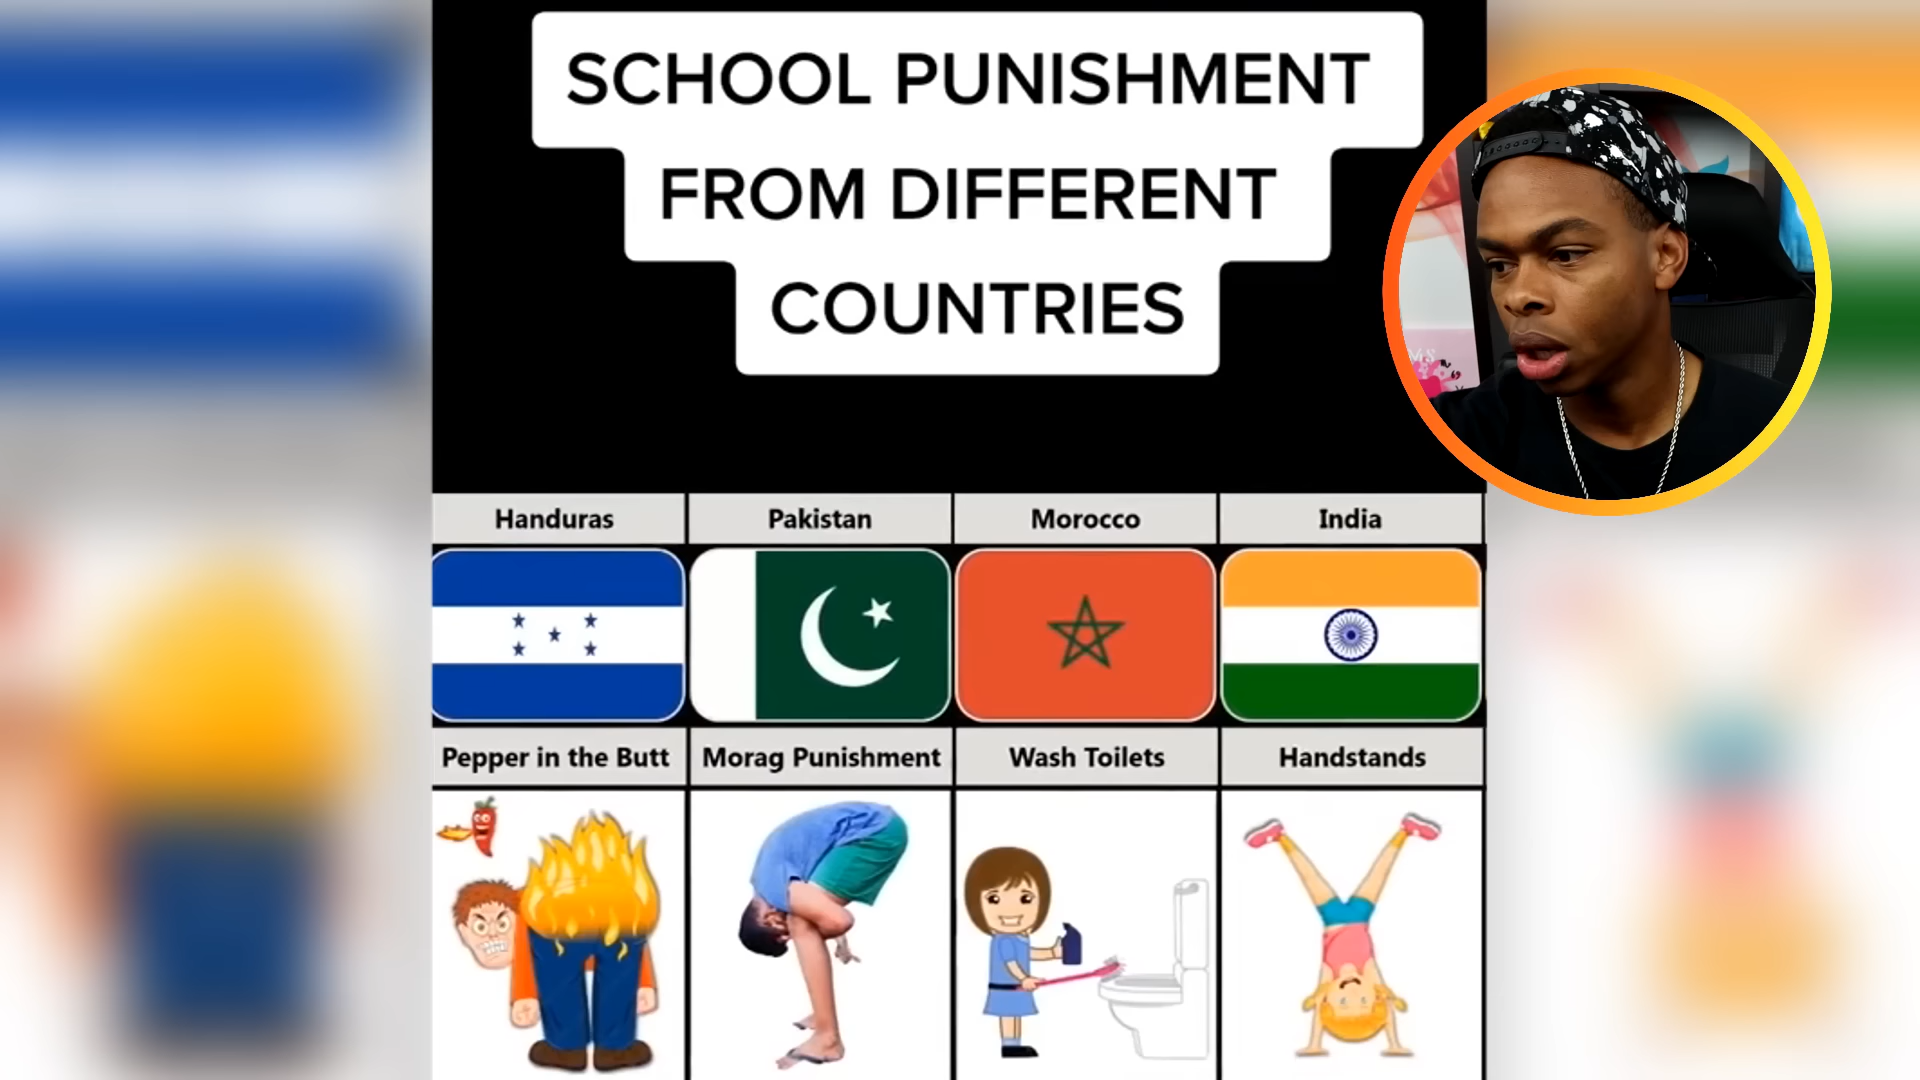 SCHOOL PUNISHMENT
FROM DIFFERENT
COUNTRIES
Handuras
Pakistan
Morocco
India
Pepper in the Butt
Morag Punishment
Wash Toilets
Handstands